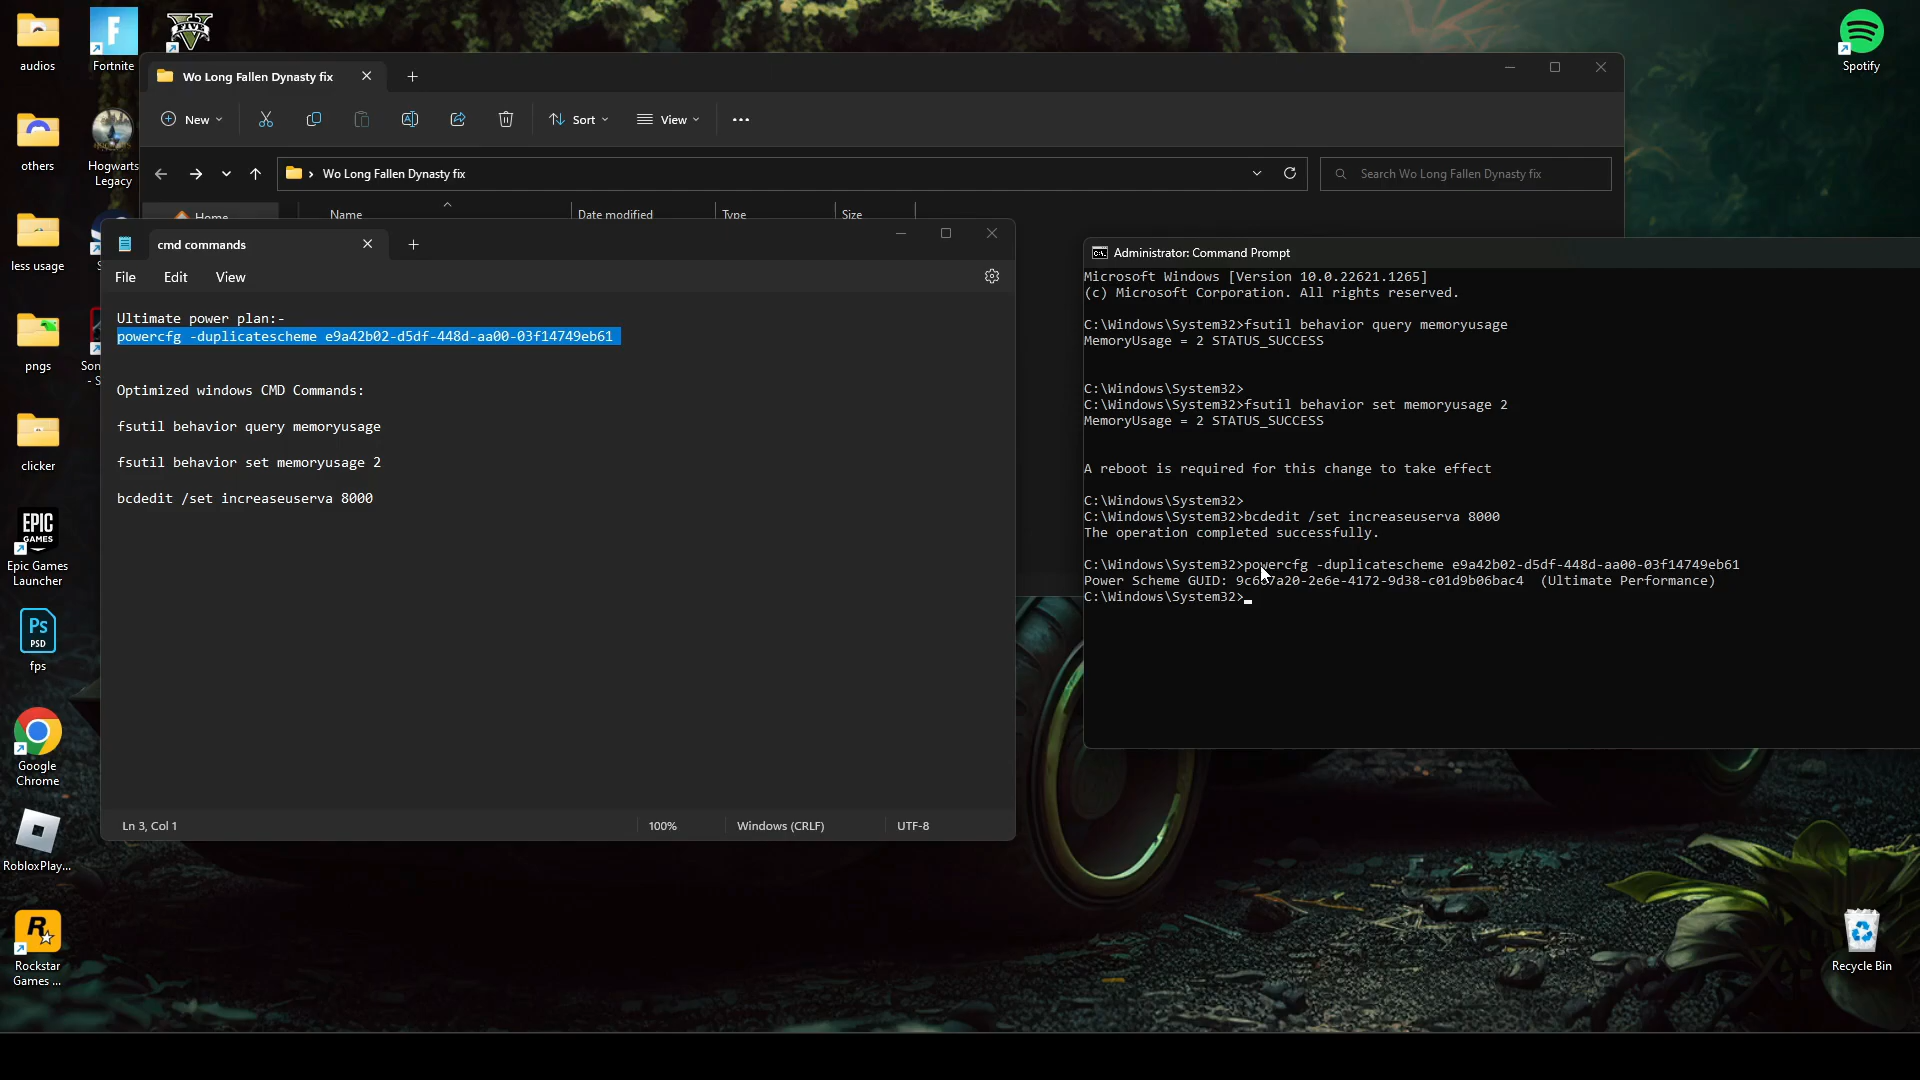 audios
Fortnite
Spotify
others
Hogwarts
Legacy
less usage
pngs
clicker
EPIC
GAMES
Epic Games
Launcher
Ps
PSD
fps
Google
Chrome
RobloxPlay...
Rockstar
Games ...
Recycle Bin
Wo Long Fallen Dynasty fix
New
Sort
View
Wo Long Fallen Dynasty fix
Search Wo Long Fallen Dynasty fix
Home
Name
Date modified
Type
Size
cmd commands
File
Edit
View
Ultimate power plan:-
powercfg -duplicatescheme e9a42b02-d5df-448d-aa00-03f14749eb61
Optimized windows CMD Commands:
fsutil behavior query memoryusage
fsutil behavior set memoryusage 2
bcdedit /set increaseuserva 8000
Ln 3, Col 1
100%
Windows (CRLF)
UTF-8
Administrator: Command Prompt
Microsoft Windows [Version 10.0.22621.1265]
(c) Microsoft Corporation. All rights reserved.
C:\Windows\System32>fsutil behavior query memoryusage
MemoryUsage = 2 STATUS_SUCCESS
C:\Windows\System32>
C:\Windows\System32>fsutil behavior set memoryusage 2
MemoryUsage = 2 STATUS_SUCCESS
A reboot is required for this change to take effect
C:\Windows\System32>
C:\Windows\System32>bcdedit /set increaseuserva 8000
The operation completed successfully.
C:\Windows\System32>powercfg -duplicatescheme e9a42b02-d5df-448d-aa00-03f14749eb61
Power Scheme GUID: (Ultimate Performance)
C:\Windows\System32>